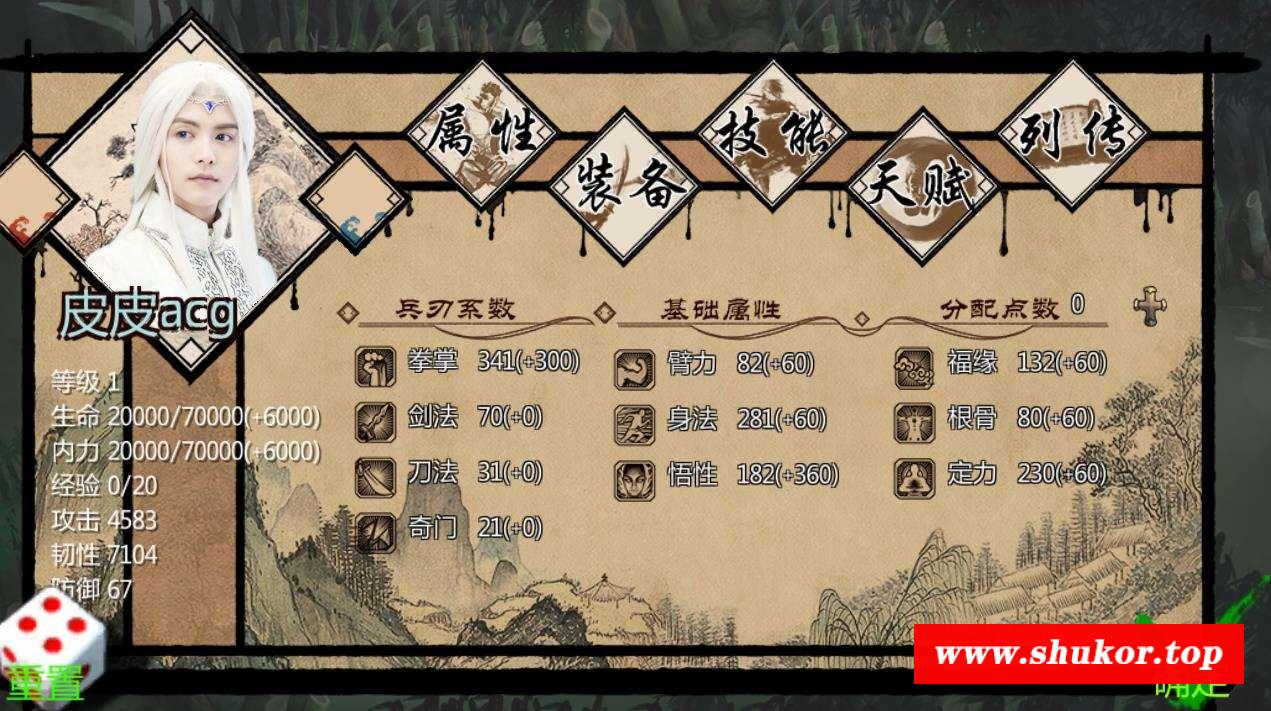 属性
装备
技能
天赋
列传
皮皮acg
等级 1
生命 20000/70000(+6000)
内力 20000/70000(+6000)
经验 0/20
攻击 4583
韧性 7104
防御 67
兵刃系数
拳掌 341(+300)
剑法 70(+0)
刀法 31(+0)
奇门 21(+0)
基础属性
臂力 82(+60)
身法 281(+60)
悟性 182(+360)
分配点数 0
福缘 132(+60)
根骨 80(+60)
定力 230(+60)
重置
www.shukor.top
确定